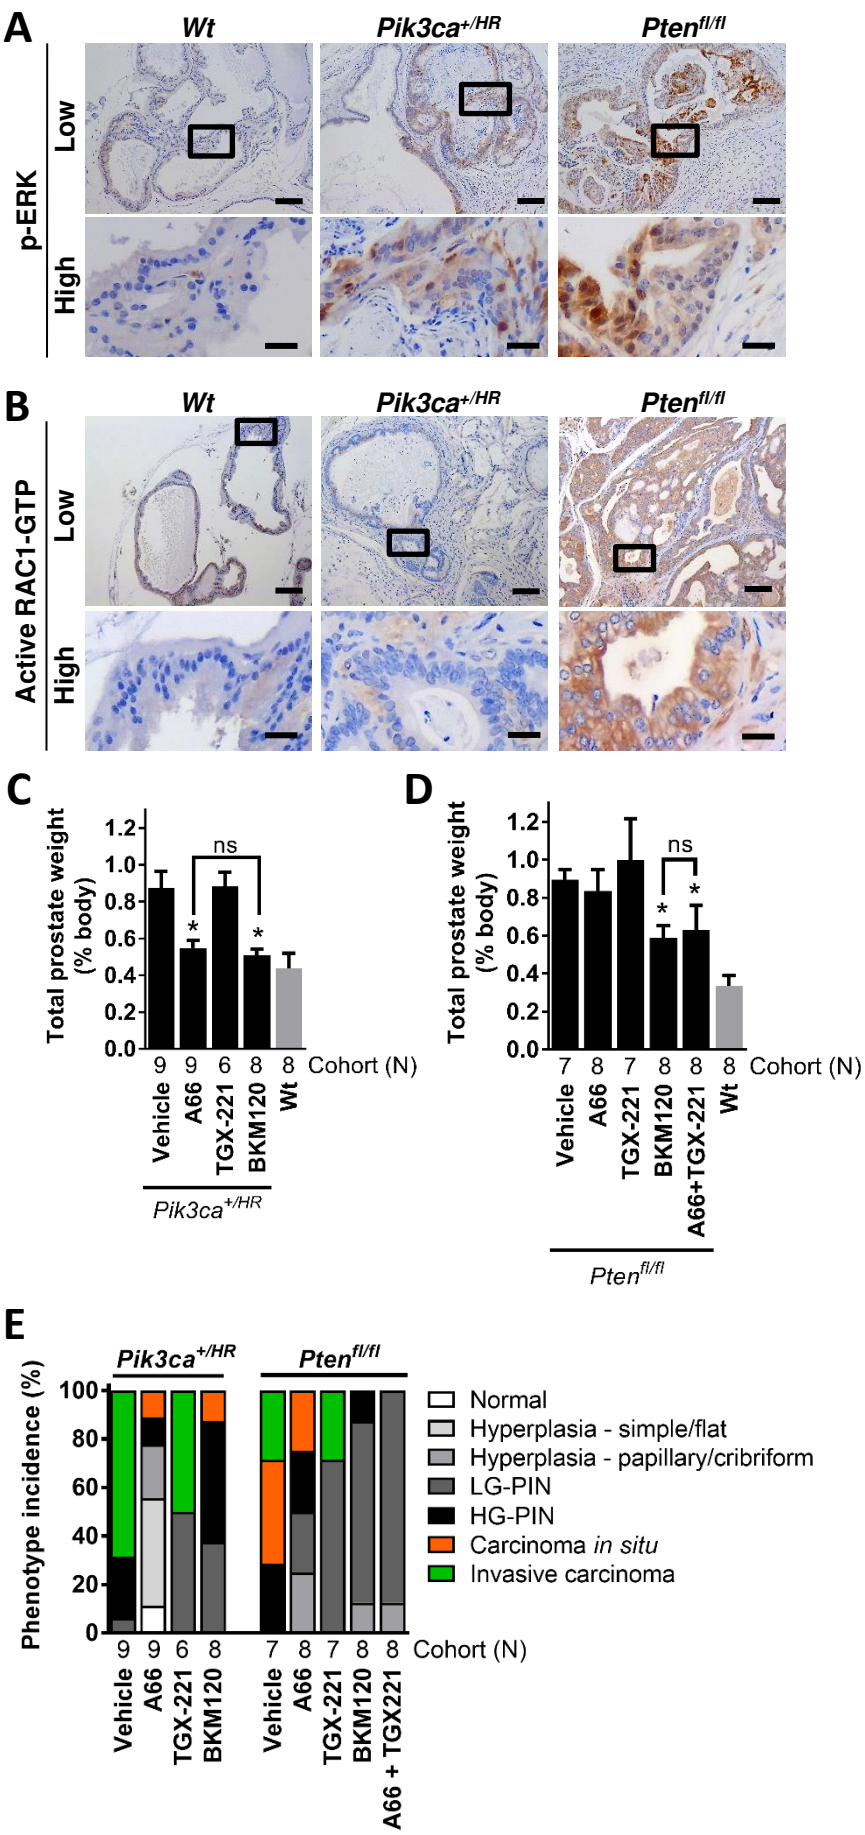 A
Wt Pik3ca+/HR Ptenfl/fl
p-ERK
Low
High
B
Wt Pik3ca+/HR Ptenfl/fl
Active RAC1-GTP
Low
High
C
Total prostate weight
(% body)
1.2
1.0
0.8
0.6
0.4
0.2
0.0
ns
* *
9 9 6 8 8 Cohort (N)
Vehicle
A66
TGX-221
BKM120
Wt
Pik3ca+/HR
D
Total prostate weight
(% body)
1.2
1.0
0.8
0.6
0.4
0.2
0.0
ns
* *
7 8 7 8 8 8 Cohort (N)
Vehicle
A66
TGX-221
BKM120
A66+TGX-221
Wt
Ptenfl/fl
E
Pik3ca+/HR Ptenfl/fl
Phenotype incidence (%)
100
80
60
40
20
0
9 9 6 8 7 8 7 8 8 Cohort (N)
Vehicle
A66
TGX-221
BKM120
Vehicle
A66
TGX-221
BKM120
A66 + TGX221
Normal
Hyperplasia - simple/flat
Hyperplasia - papillary/cribriform
LG-PIN
HG-PIN
Carcinoma in situ
Invasive carcinoma